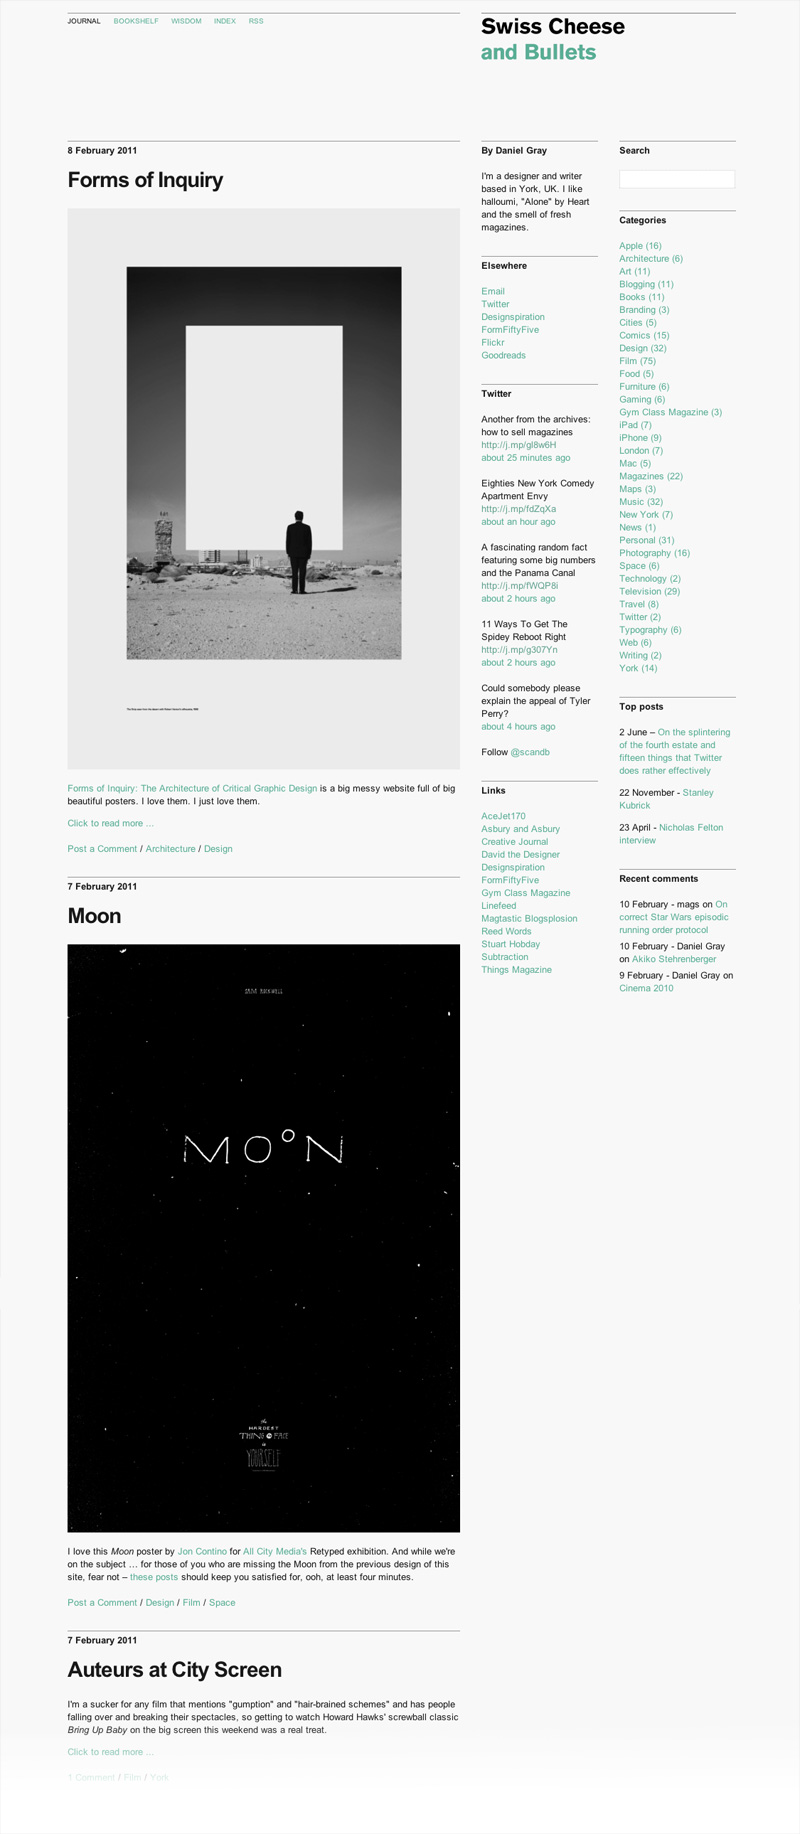 JOURNAL BOOKSHELF WISDOM INDEX RSS
Swiss Cheese
and Bullets
8 February 2011
Forms of Inquiry
Forms of Inquiry: The Architecture of Critical Graphic Design is a big messy website full of big
beautiful posters. I love them. I just love them.
Click to read more ...
Post a Comment / Architecture / Design
7 February 2011
Moon
SAM ROCKWELL
MOON
the
HARDEST
THING TO FACE
is
YOURSELF
I love this Moon poster by Jon Contino for All City Media's Retyped exhibition. And while we're
on the subject … for those of you who are missing the Moon from the previous design of this
site, fear not – these posts should keep you satisfied for, ooh, at least four minutes.
Post a Comment / Design / Film / Space
7 February 2011
Auteurs at City Screen
I'm a sucker for any film that mentions "gumption" and "hair-brained schemes" and has people
falling over and breaking their spectacles, so getting to watch Howard Hawks' screwball classic
Bring Up Baby on the big screen this weekend was a real treat.
Click to read more ...
1 Comment / Film / York
By Daniel Gray
I'm a designer and writer
based in York, UK. I like
halloumi, "Alone" by Heart
and the smell of fresh
magazines.
Elsewhere
Email
Twitter
Designspiration
FormFiftyFive
Flickr
Goodreads
Twitter
Another from the archives:
how to sell magazines
http://j.mp/gI8w6H
about 25 minutes ago
Eighties New York Comedy
Apartment Envy
http://j.mp/fdZqXa
about an hour ago
A fascinating random fact
featuring some big numbers
and the Panama Canal
http://j.mp/fWQP8i
about 2 hours ago
11 Ways To Get The
Spidey Reboot Right
http://j.mp/g307Yn
about 2 hours ago
Could somebody please
explain the appeal of Tyler
Perry?
about 4 hours ago
Follow @scandb
Links
AceJet170
Asbury and Asbury
Creative Journal
David the Designer
Designspiration
FormFiftyFive
Gym Class Magazine
Linefeed
Magtastic Blogsplosion
Reed Words
Stuart Hobday
Subtraction
Things Magazine
Search
Categories
Apple (16)
Architecture (6)
Art (11)
Blogging (11)
Books (11)
Branding (3)
Cities (5)
Comics (15)
Design (32)
Film (75)
Food (5)
Furniture (6)
Gaming (6)
Gym Class Magazine (3)
iPad (7)
iPhone (9)
London (7)
Mac (5)
Magazines (22)
Maps (3)
Music (32)
New York (7)
News (1)
Personal (31)
Photography (16)
Space (6)
Technology (2)
Television (29)
Travel (8)
Twitter (2)
Typography (6)
Web (6)
Writing (2)
York (14)
Top posts
2 June – On the splintering
of the fourth estate and
fifteen things that Twitter
does rather effectively
22 November - Stanley
Kubrick
23 April - Nicholas Felton
interview
Recent comments
10 February - mags on On
correct Star Wars episodic
running order protocol
10 February - Daniel Gray
on Akiko Stehrenberger
9 February - Daniel Gray on
Cinema 2010